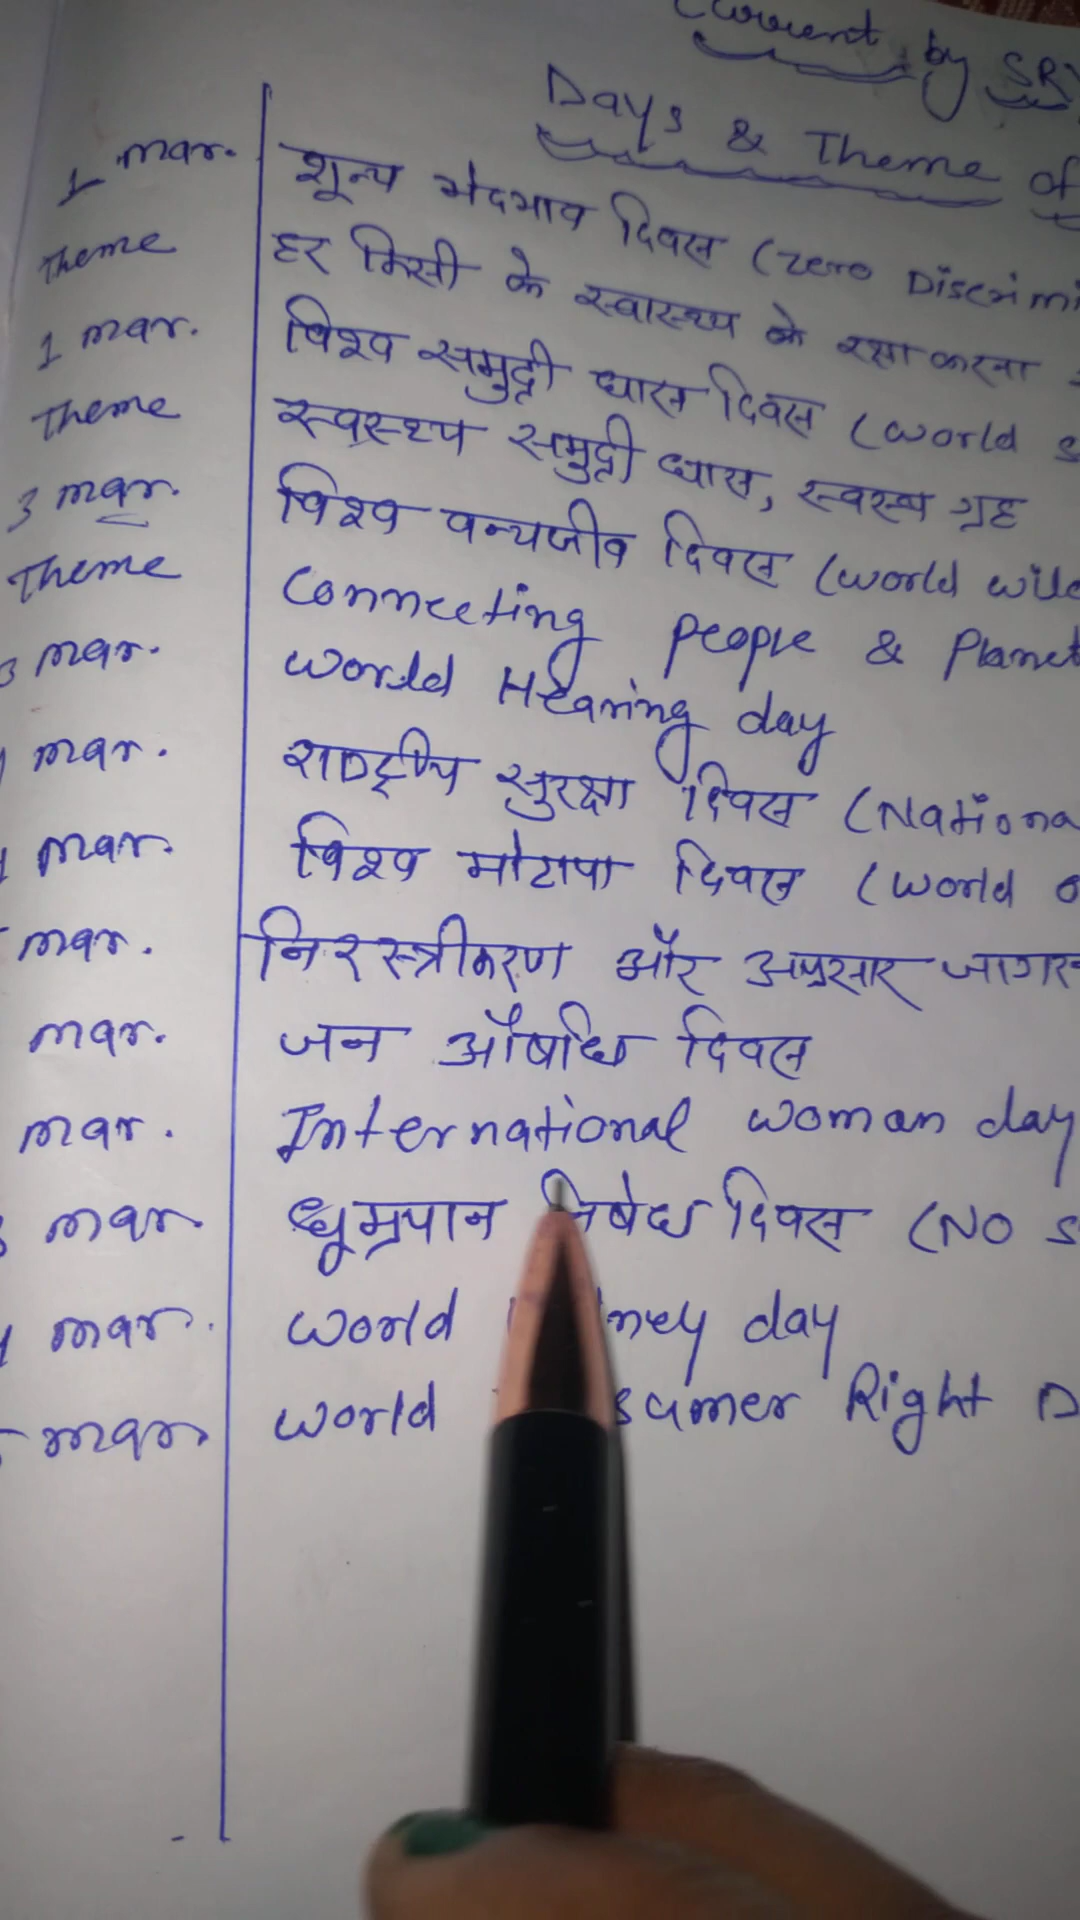 Current by SR
Days & Theme of
1 mar. शून्य भेदभाव दिवस (Zero Discrimi
Theme हर किसी के स्वास्थ्य के रक्षा करना
1 mar. विश्व समुद्री घास दिवस (World S
Theme स्वस्थ्य समुद्री घास, स्वस्थ ग्रह
3 mar. विश्व वन्यजीव दिवस (World Wild
Theme Connecting People & Planet
3 mar. World Hearing day
mar. राष्ट्रीय सुरक्षा दिवस (Nationa
mar. विश्व मोटापा दिवस (World O
mar. निरस्त्रीकरण और अप्रसार जागरू
mar. जन औषधि दिवस
mar. International Woman day
mar. धूम्रपान निषेध दिवस (NO S
mar. World ney day
mar. World sumer Right D